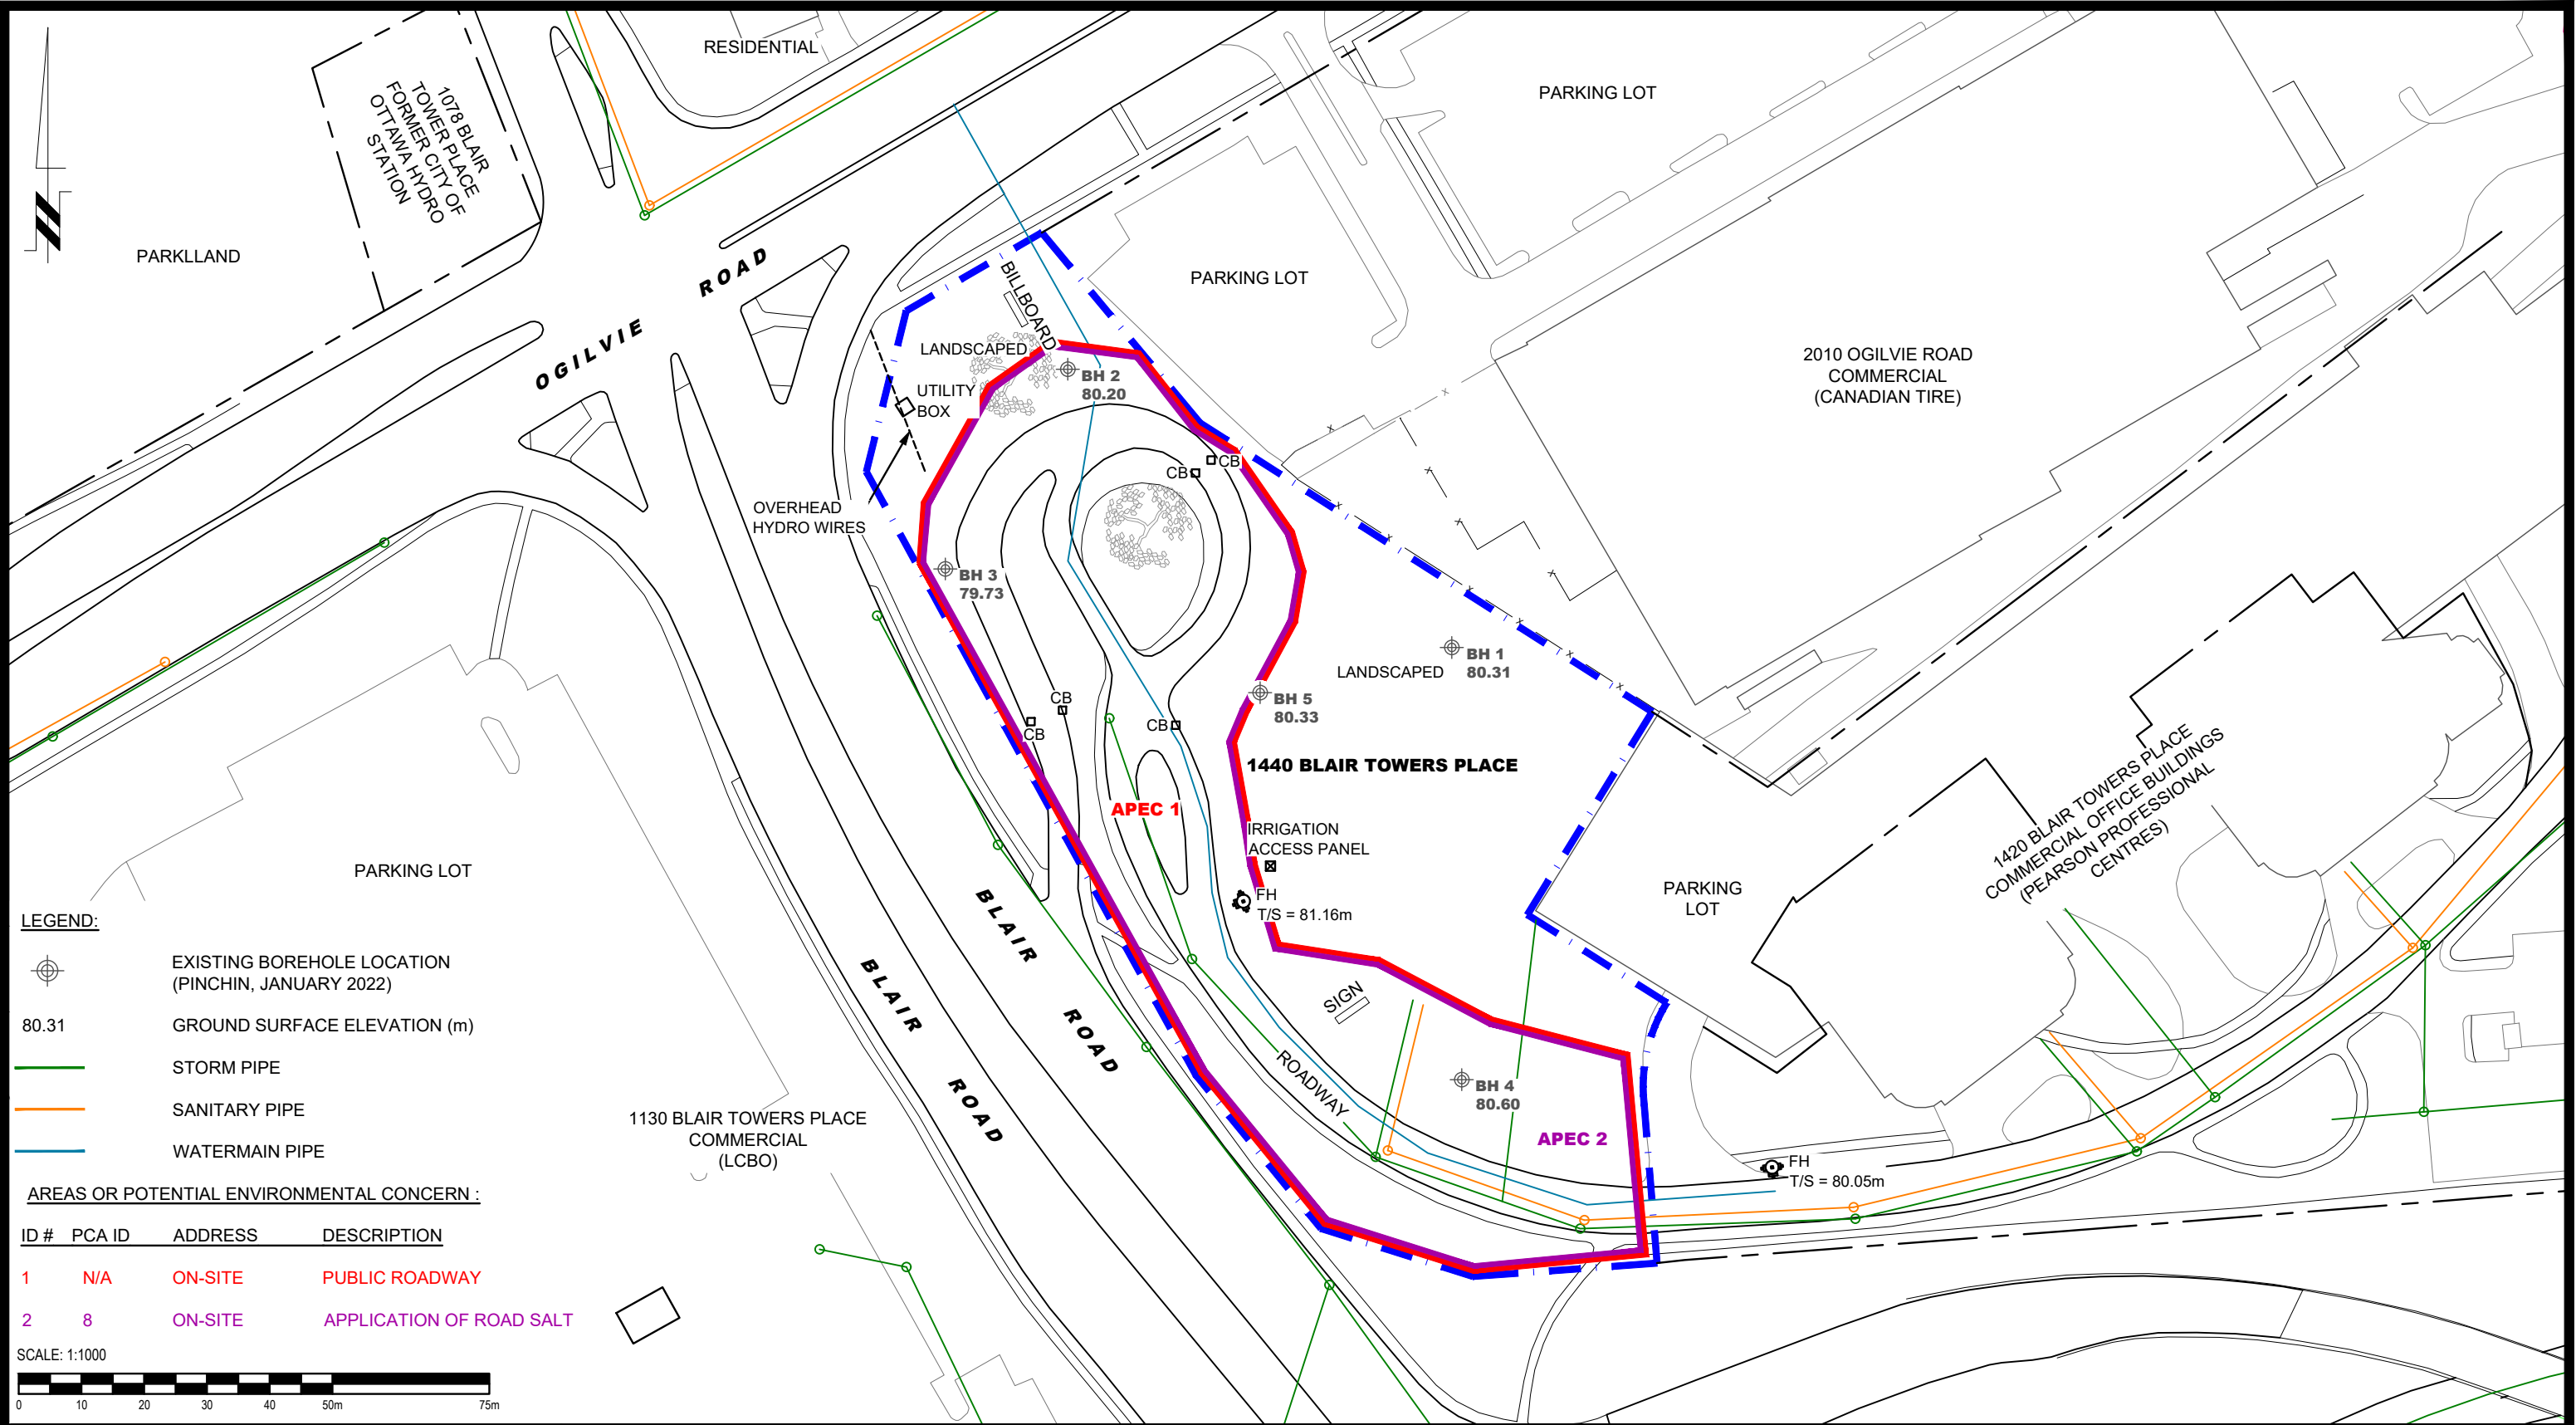 RESIDENTIAL
PARKING LOT
1078 BLAIR
TOWER PLACE
FORMER CITY OF
OTTAWA HYDRO
STATION
PARKLLAND
OGILVIE ROAD
PARKING LOT
BILLBOARD
LANDSCAPED
UTILITY
BOX
BH 2
80.20
2010 OGILVIE ROAD
COMMERCIAL
(CANADIAN TIRE)
CB
CB
OVERHEAD
HYDRO WIRES
BH 3
79.73
BH 1
80.31
LANDSCAPED
BH 5
80.33
CB
CB
CB
1440 BLAIR TOWERS PLACE
APEC 1
IRRIGATION
ACCESS PANEL
FH
T/S = 81.16m
PARKING
LOT
1420 BLAIR TOWERS PLACE
COMMERCIAL OFFICE BUILDINGS
(PEARSON PROFESSIONAL
CENTRES)
PARKING LOT
BLAIR ROAD
BLAIR ROAD
SIGN
ROADWAY
BH 4
80.60
APEC 2
FH
T/S = 80.05m
1130 BLAIR TOWERS PLACE
COMMERCIAL
(LCBO)
LEGEND:
EXISTING BOREHOLE LOCATION
(PINCHIN, JANUARY 2022)
80.31 GROUND SURFACE ELEVATION (m)
STORM PIPE
SANITARY PIPE
WATERMAIN PIPE
AREAS OR POTENTIAL ENVIRONMENTAL CONCERN :
ID # PCA ID ADDRESS DESCRIPTION
1 N/A ON-SITE PUBLIC ROADWAY
2 8 ON-SITE APPLICATION OF ROAD SALT
SCALE: 1:1000
0 10 20 30 40 50m 75m